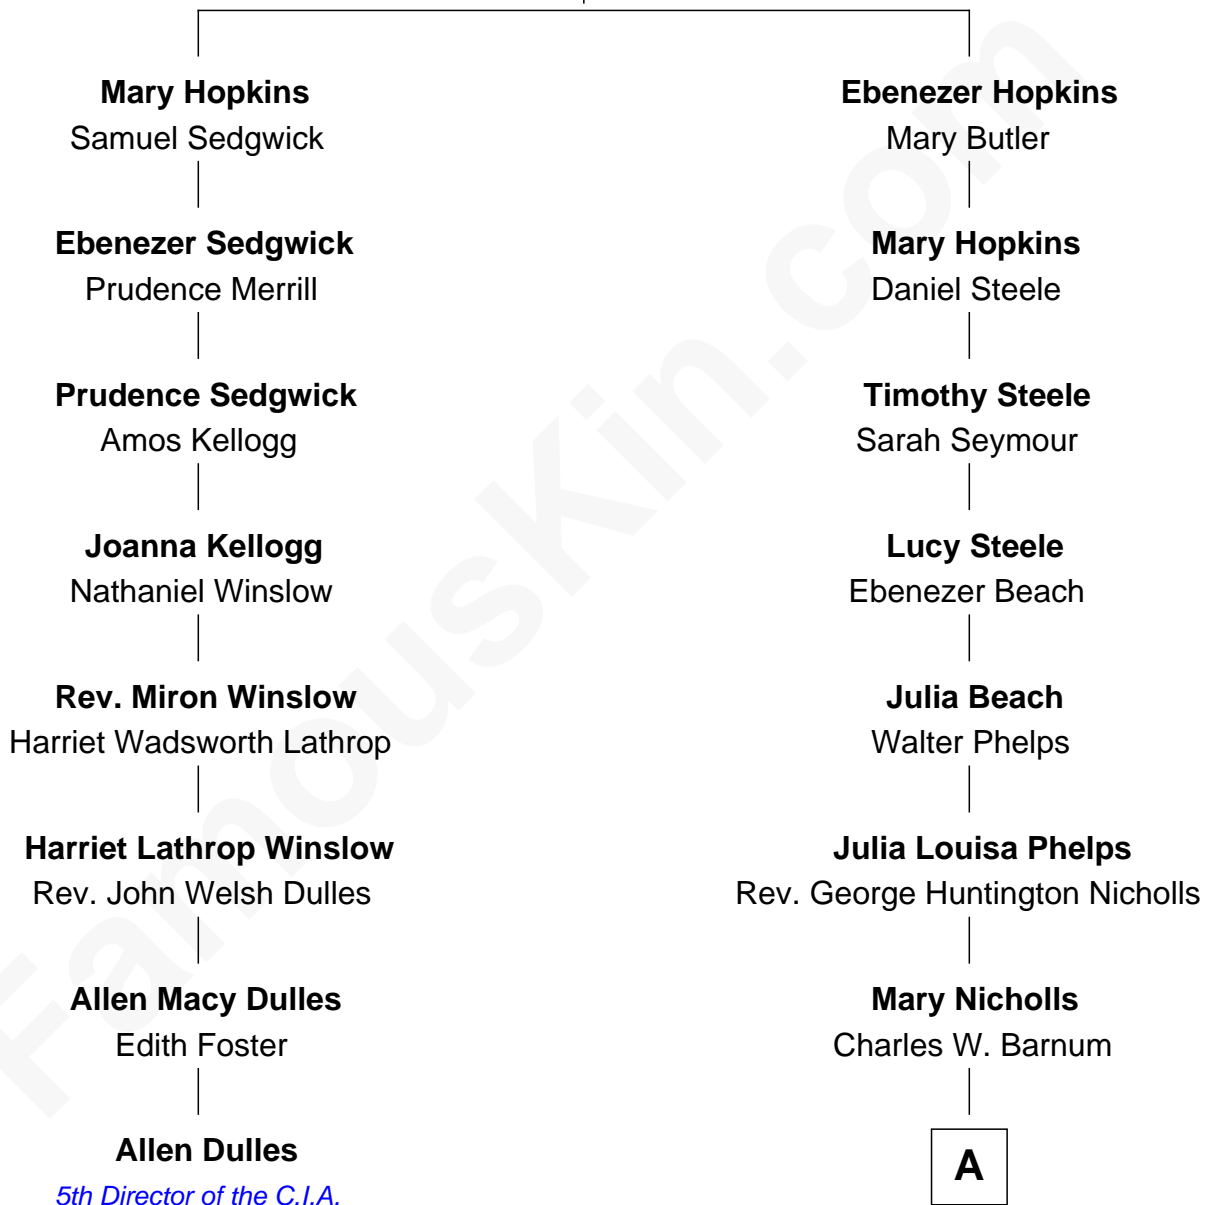 Mary Hopkins
Samuel Sedgwick
Ebenezer Sedgwick
Prudence Merrill
Prudence Sedgwick
Amos Kellogg
Joanna Kellogg
Nathaniel Winslow
Rev. Miron Winslow
Harriet Wadsworth Lathrop
Harriet Lathrop Winslow
Rev. John Welsh Dulles
Allen Macy Dulles
Edith Foster
Allen Dulles
5th Director of the C.I.A.
Ebenezer Hopkins
Mary Butler
Mary Hopkins
Daniel Steele
Timothy Steele
Sarah Seymour
Lucy Steele
Ebenezer Beach
Julia Beach
Walter Phelps
Julia Louisa Phelps
Rev. George Huntington Nicholls
Mary Nicholls
Charles W. Barnum
A
FamousKin.com